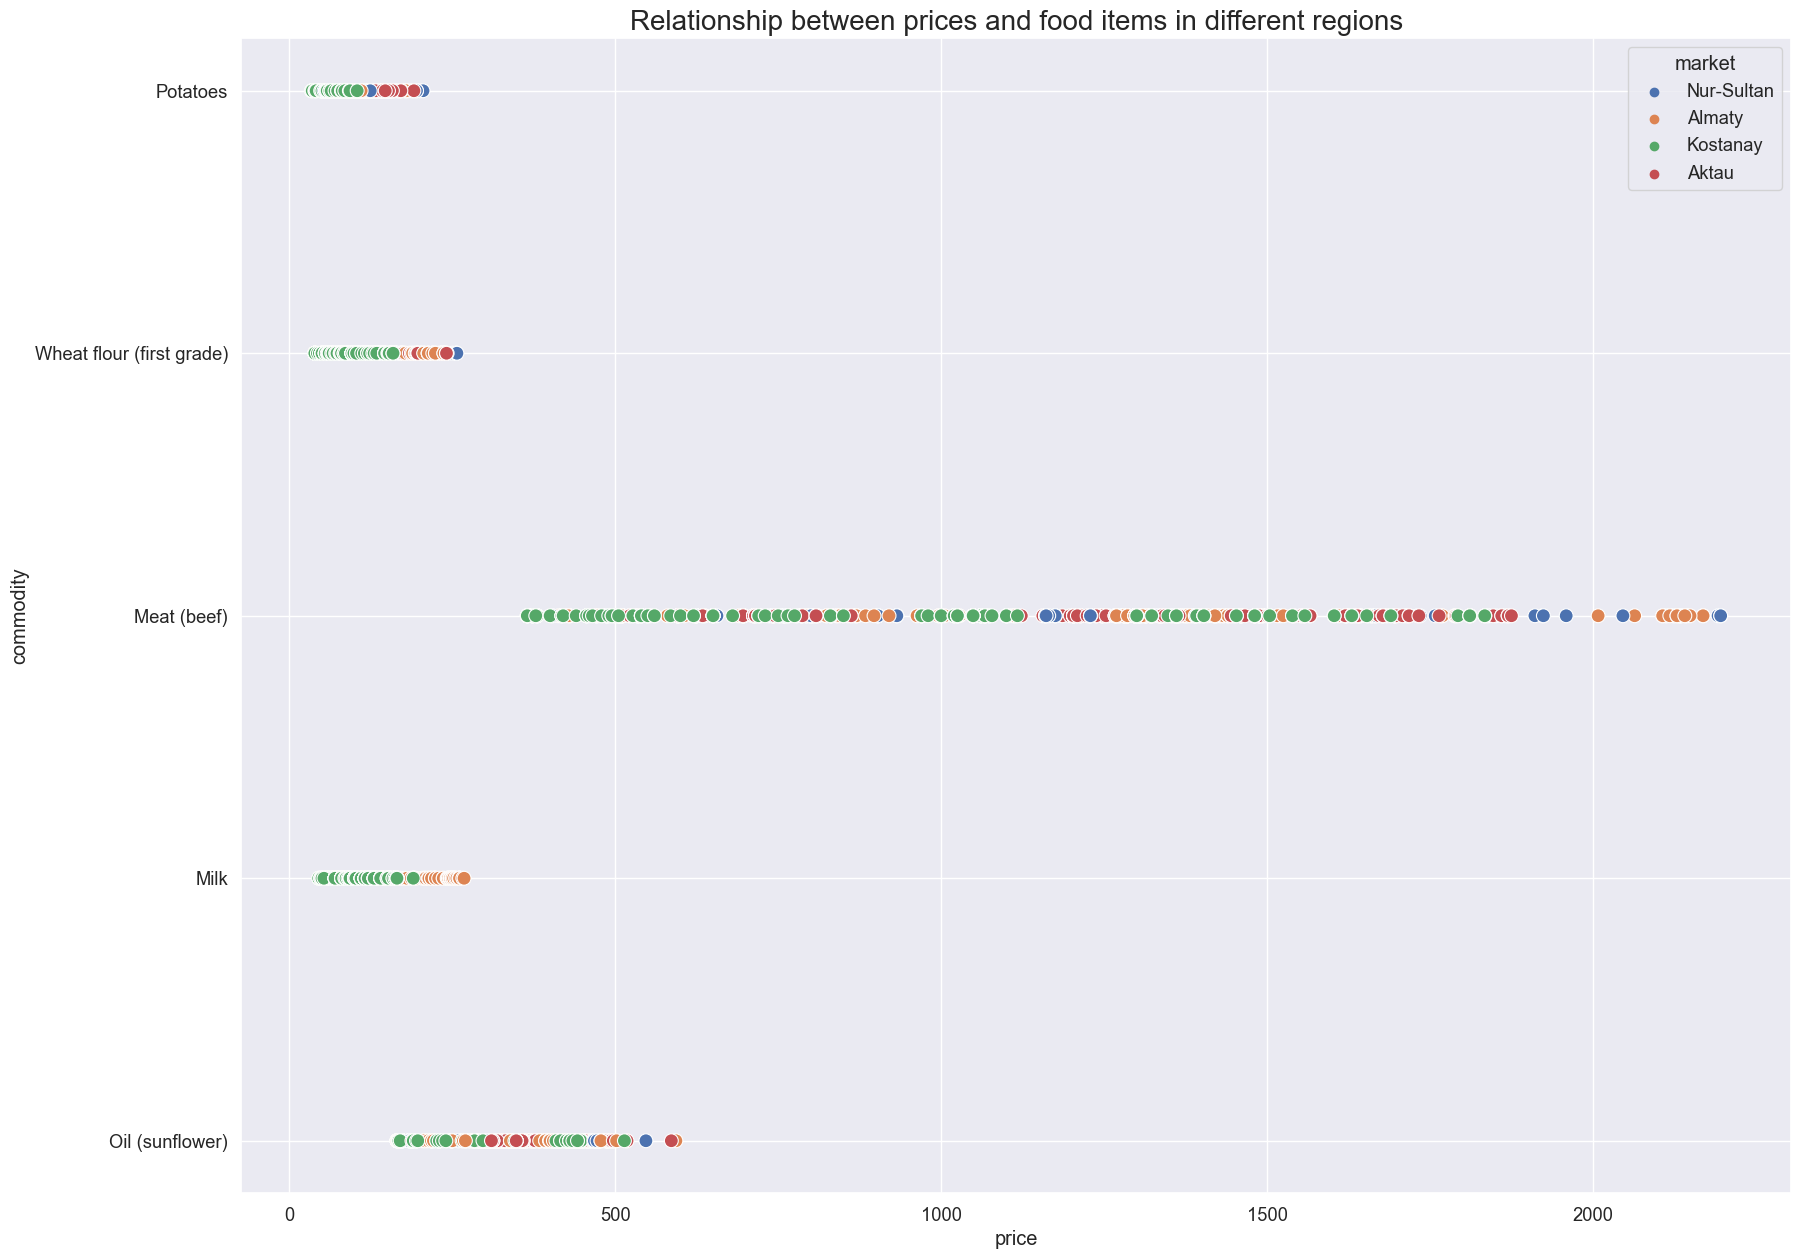 Relationship between prices and food items in different regions
market
Nur-Sultan
Almaty
Kostanay
Aktau
commodity
Potatoes
Wheat flour (first grade)
Meat (beef)
Milk
Oil (sunflower)
0 500 1000 1500 2000
price